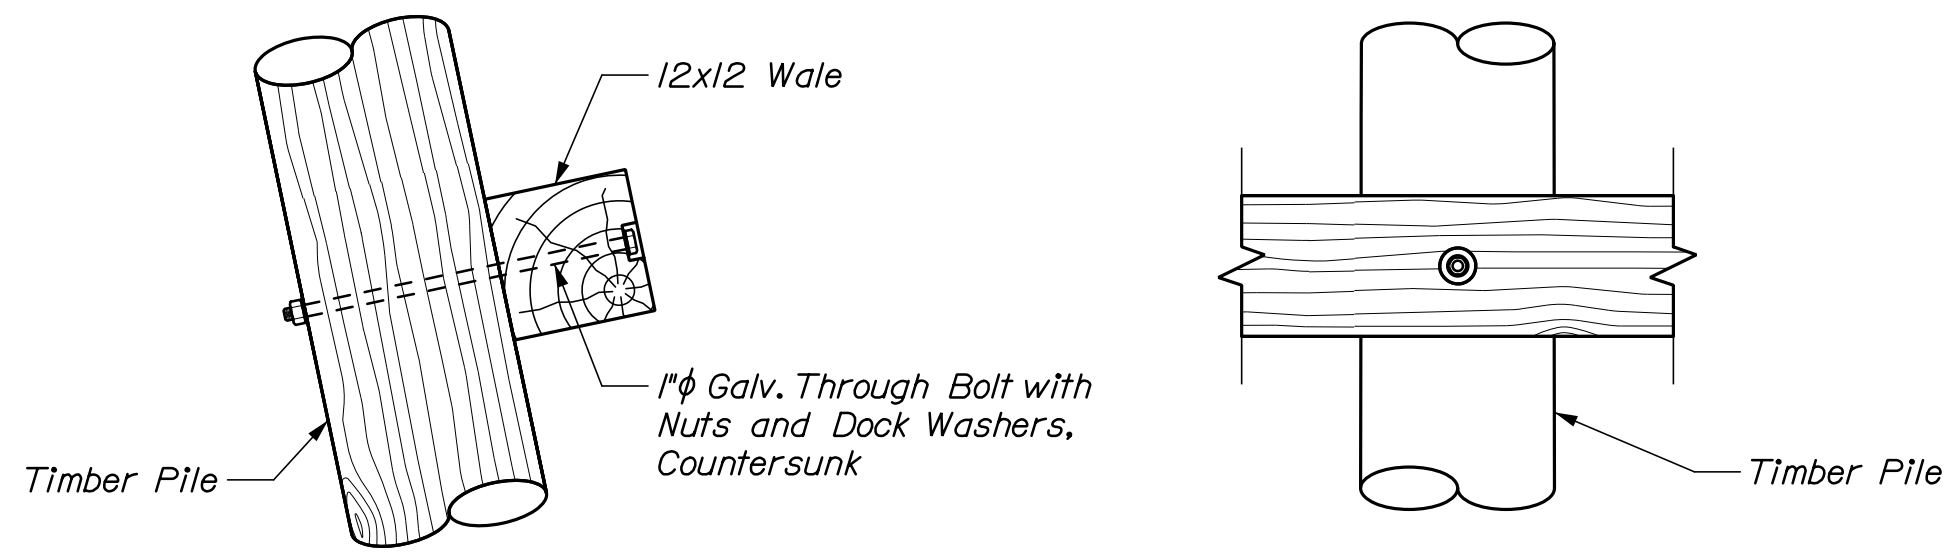 12x12 Wale
1"ϕ Galv. Through Bolt with
Nuts and Dock Washers,
Countersunk
Timber Pile
Timber Pile